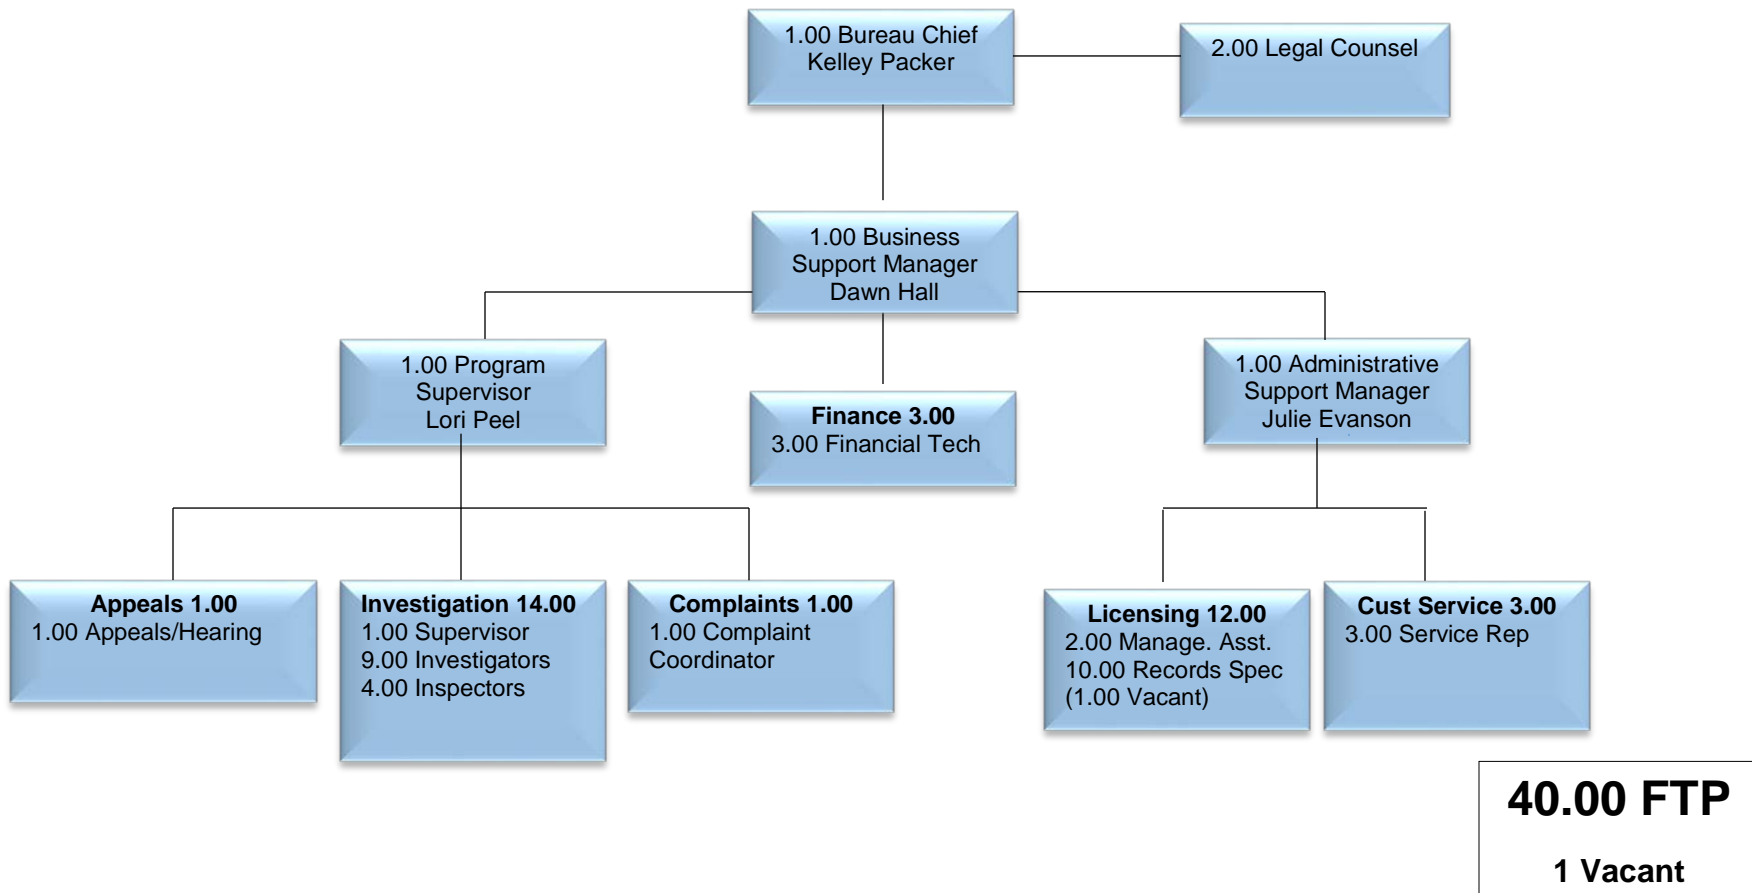 1.00 Bureau Chief
Kelley Packer
2.00 Legal Counsel
1.00 Business
Support Manager
Dawn Hall
1.00 Program
Supervisor
Lori Peel
Finance 3.00
3.00 Financial Tech
1.00 Administrative
Support Manager
Julie Evanson
Appeals 1.00
1.00 Appeals/Hearing
Investigation 14.00
1.00 Supervisor
9.00 Investigators
4.00 Inspectors
Complaints 1.00
1.00 Complaint
Coordinator
Licensing 12.00
2.00 Manage. Asst.
10.00 Records Spec
(1.00 Vacant)
Cust Service 3.00
3.00 Service Rep
40.00 FTP
1 Vacant